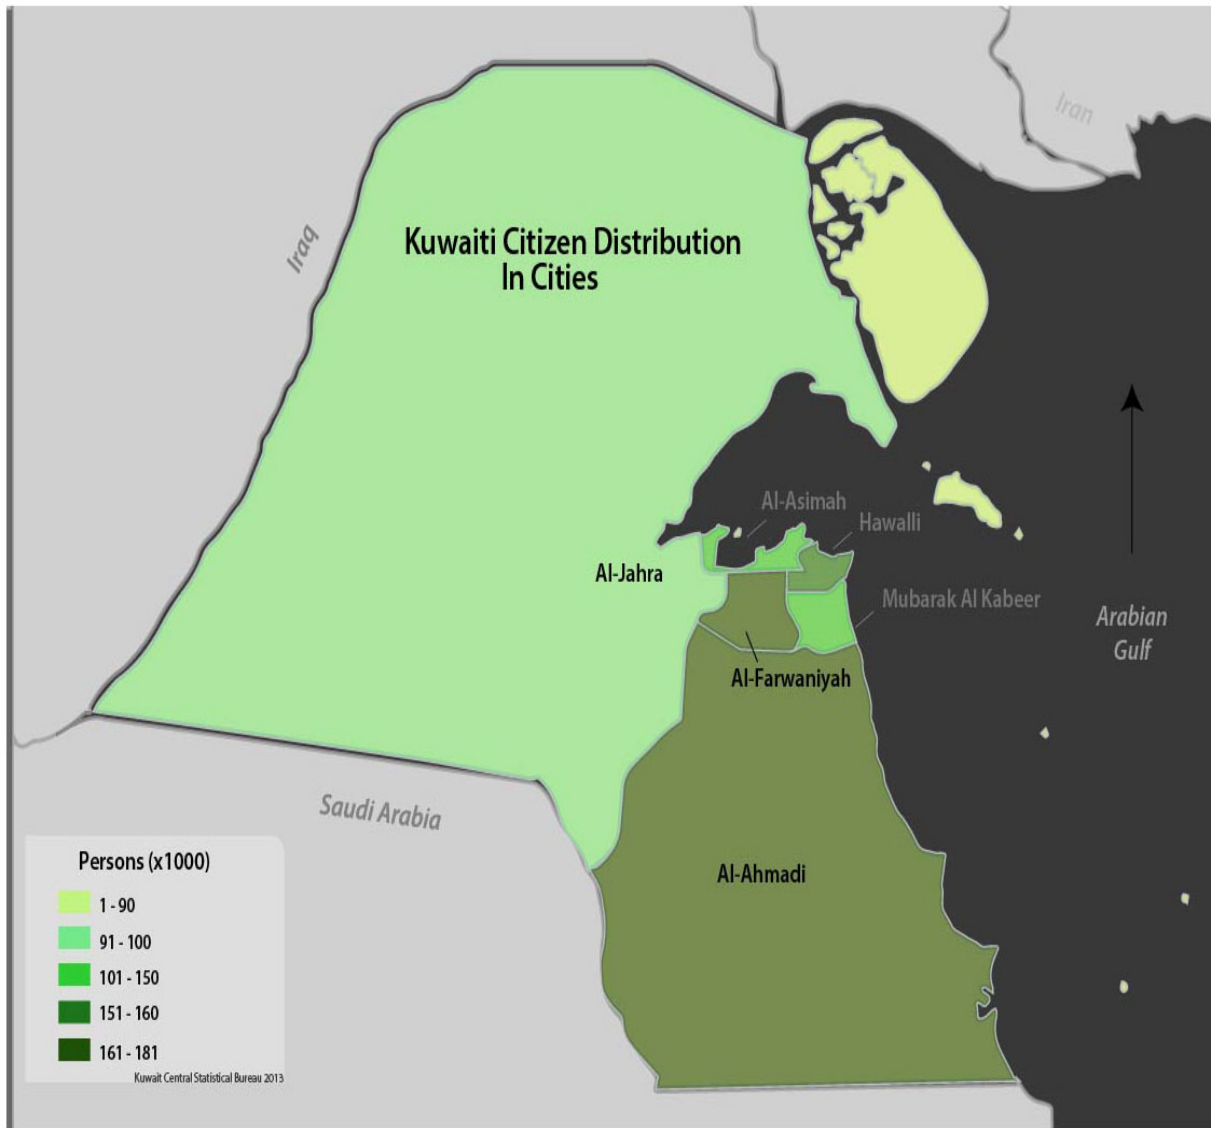 Iran
Kuwaiti Citizen Distribution
In Cities
Iraq
Al-Asimah
Hawalli
Al-Jahra
Mubarak Al Kabeer
Arabian
Gulf
Al-Farwaniyah
Saudi Arabia
Al-Ahmadi
Persons (x1000)
1 - 90
91 - 100
101 - 150
151 - 160
161 - 181
Kuwait Central Statistical Bureau 2013